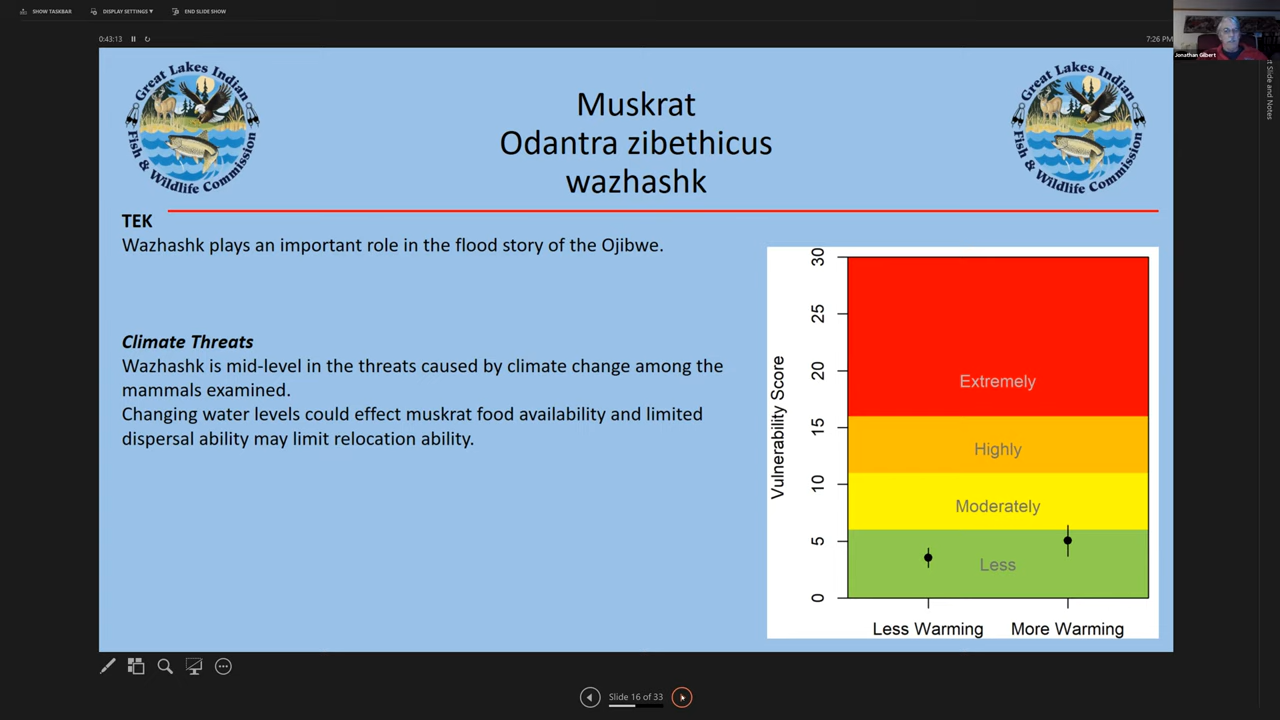 SHOW TASKBAR
DISPLAY SETTINGS ▾
END SLIDE SHOW
0:43:13
7:26 PM
Jonathan Gilbert
t Slide and Notes
Great Lakes Indian
Fish & Wildlife Commission
Great Lakes Indian
Fish & Wildlife Commission
Muskrat
Odantra zibethicus
wazhashk
TEK
Wazhashk plays an important role in the flood story of the Ojibwe.
Climate Threats
Wazhashk is mid-level in the threats caused by climate change among the
mammals examined.
Changing water levels could effect muskrat food availability and limited
dispersal ability may limit relocation ability.
Vulnerability Score
30
25
20
15
10
5
0
Extremely
Highly
Moderately
Less
Less Warming
More Warming
Slide 16 of 33